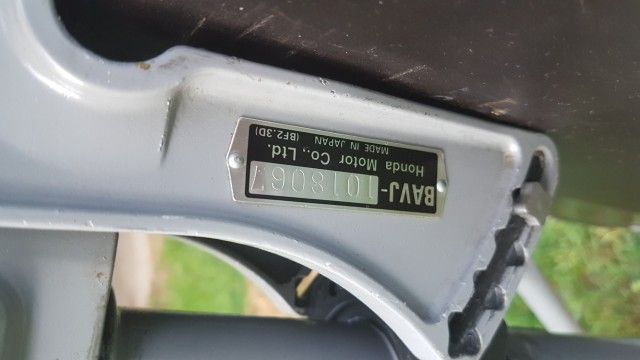 BAVJ-1018067
Honda Motor Co., Ltd.
MADE IN JAPAN (BF2.3D)